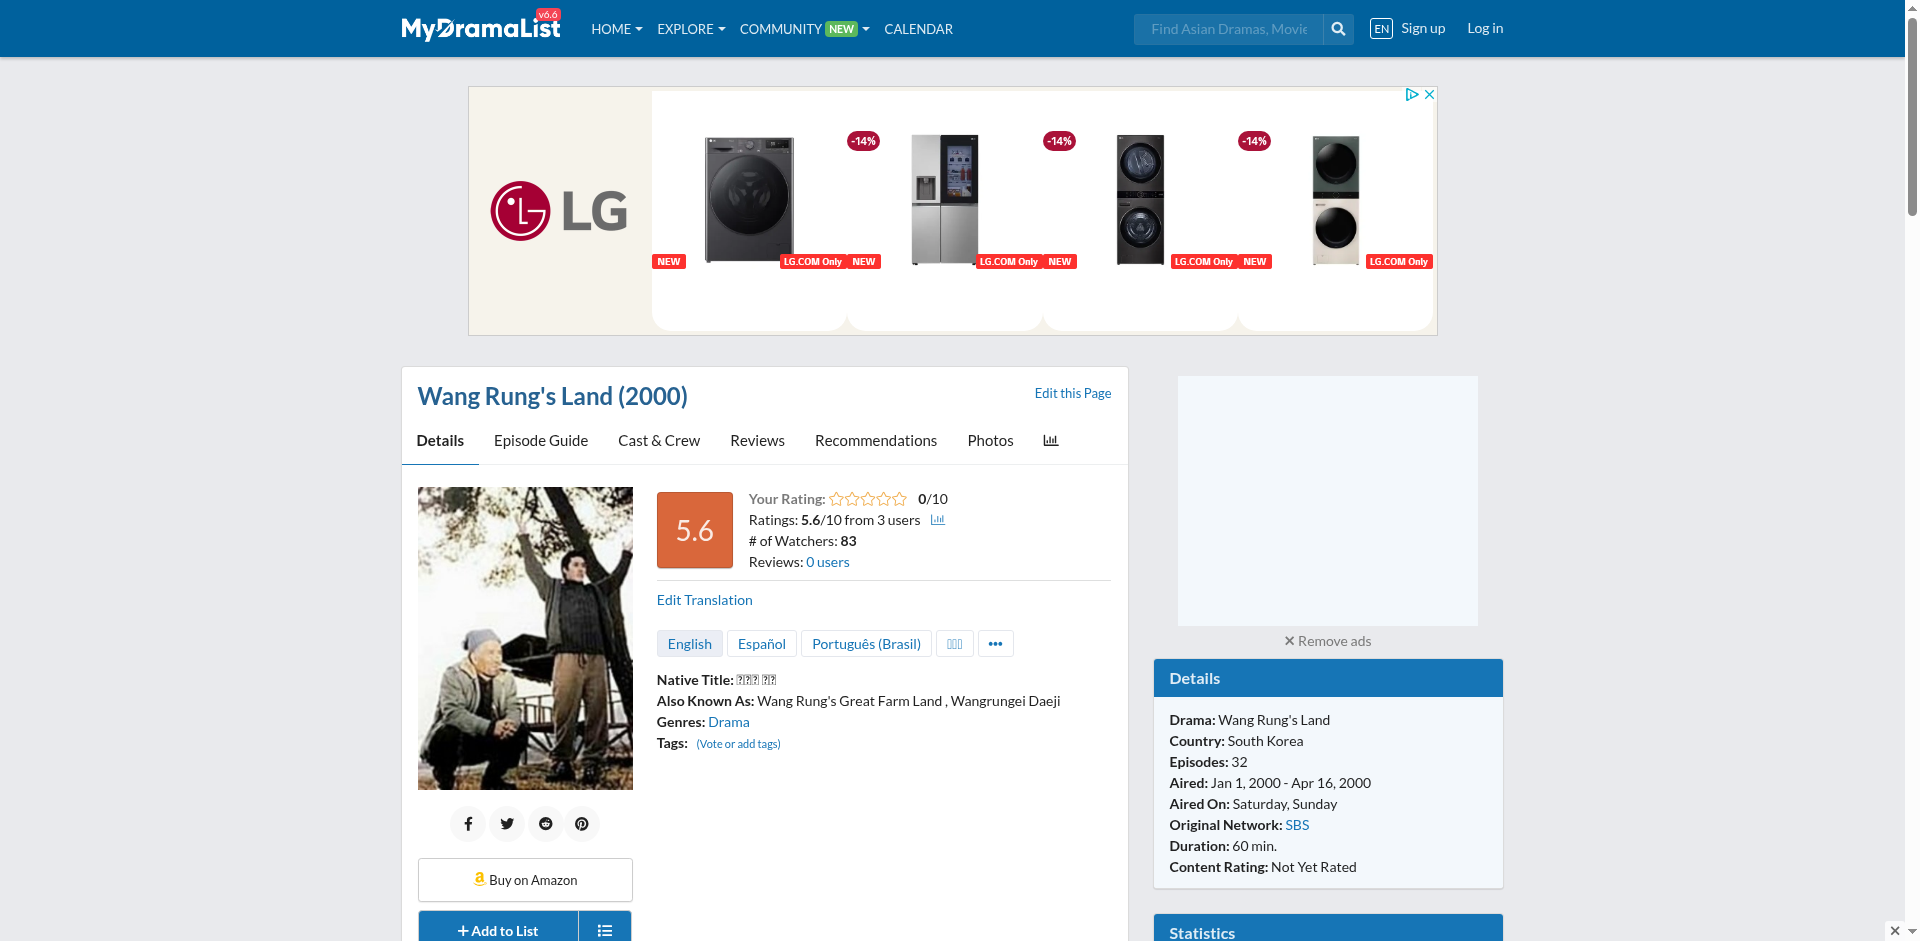 MyDramaList v6.6 HOME EXPLORE COMMUNITY NEW CALENDAR Find Asian Dramas, Movie EN Sign up Log in
LG
-14% -14% -14%
NEW LG.COM Only NEW LG.COM Only NEW LG.COM Only NEW LG.COM Only
Wang Rung's Land (2000) Edit this Page
Details Episode Guide Cast & Crew Reviews Recommendations Photos
5.6
Your Rating: 0/10
Ratings: 5.6/10 from 3 users
# of Watchers: 83
Reviews: 0 users
Edit Translation
English Español Português (Brasil) •••
Native Title:
Also Known As: Wang Rung's Great Farm Land , Wangrungei Daeji
Genres: Drama
Tags: (Vote or add tags)
Buy on Amazon
+ Add to List
✕ Remove ads
Details
Drama: Wang Rung's Land
Country: South Korea
Episodes: 32
Aired: Jan 1, 2000 - Apr 16, 2000
Aired On: Saturday, Sunday
Original Network: SBS
Duration: 60 min.
Content Rating: Not Yet Rated
Statistics